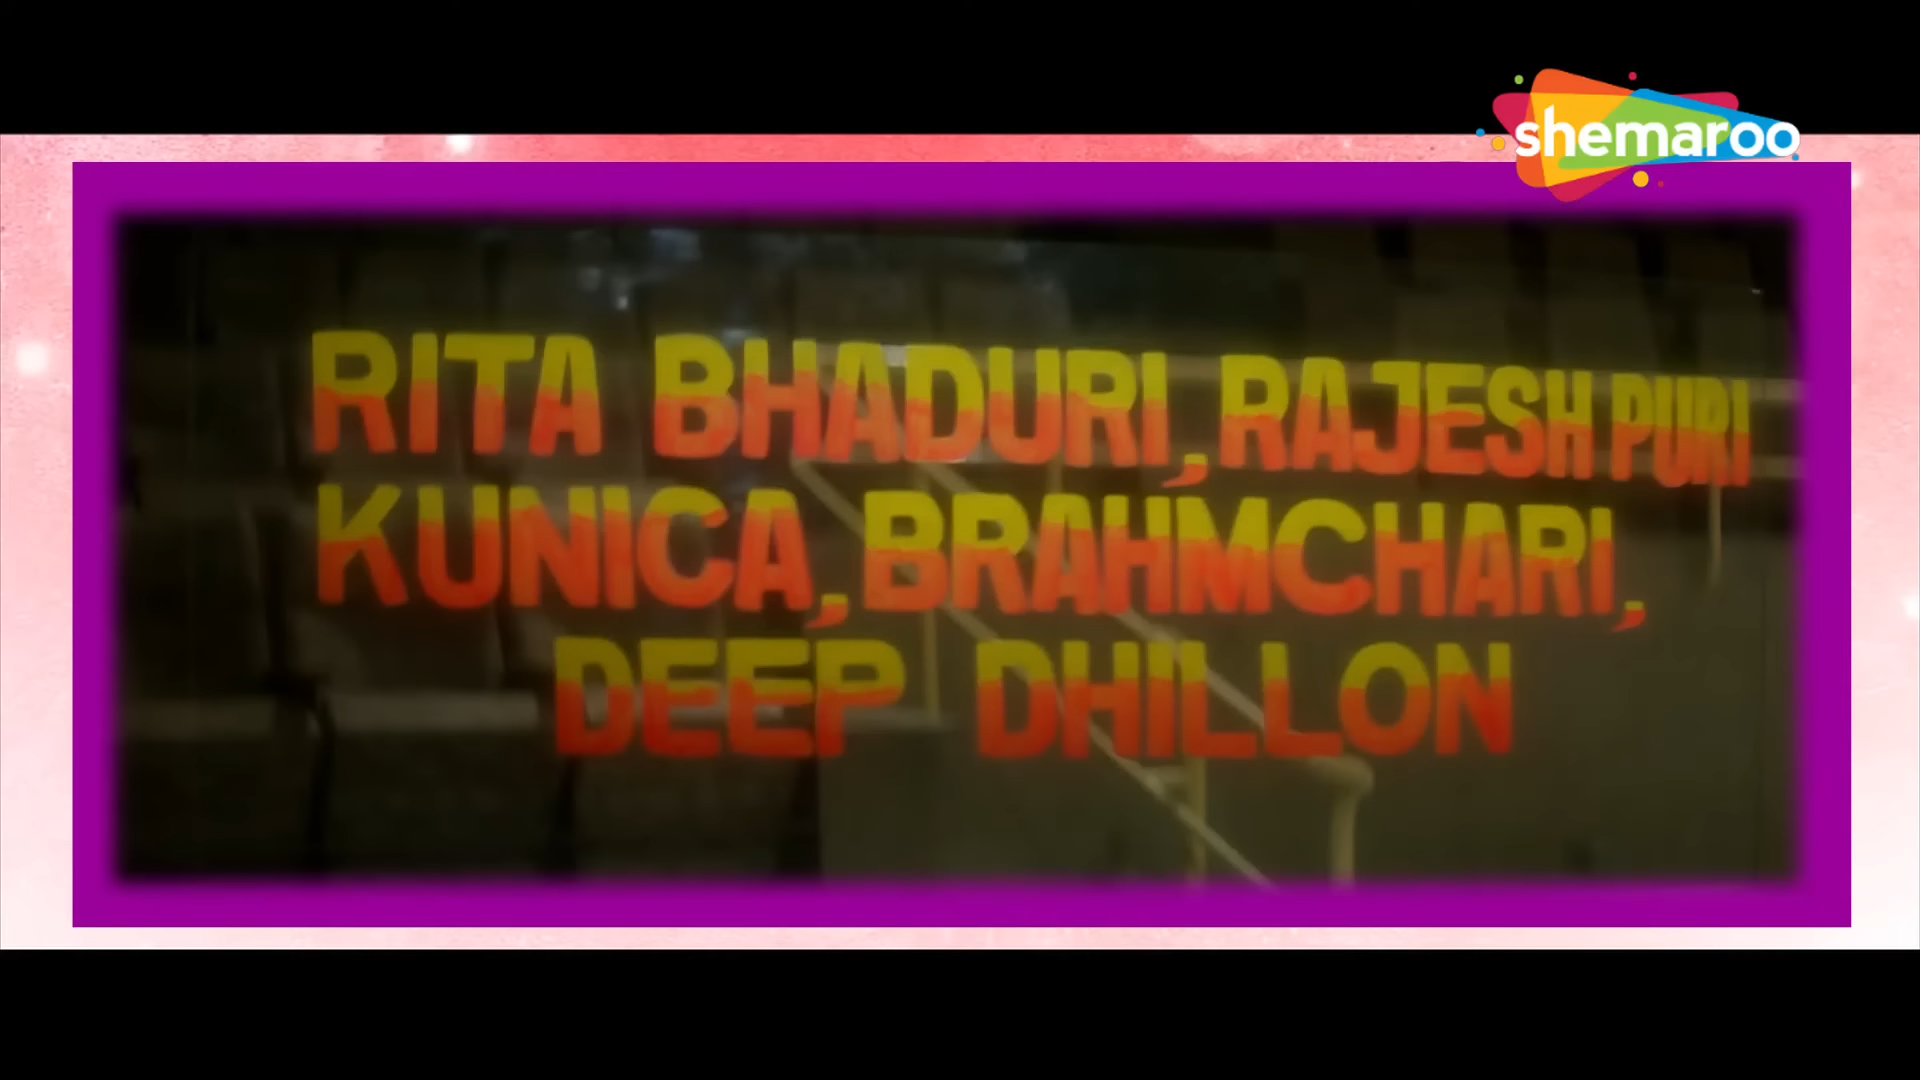 shemaroo
RITA BHADURI, RAJESH PURI
KUNICA, BRAHMCHARI,
DEEP DHILLON